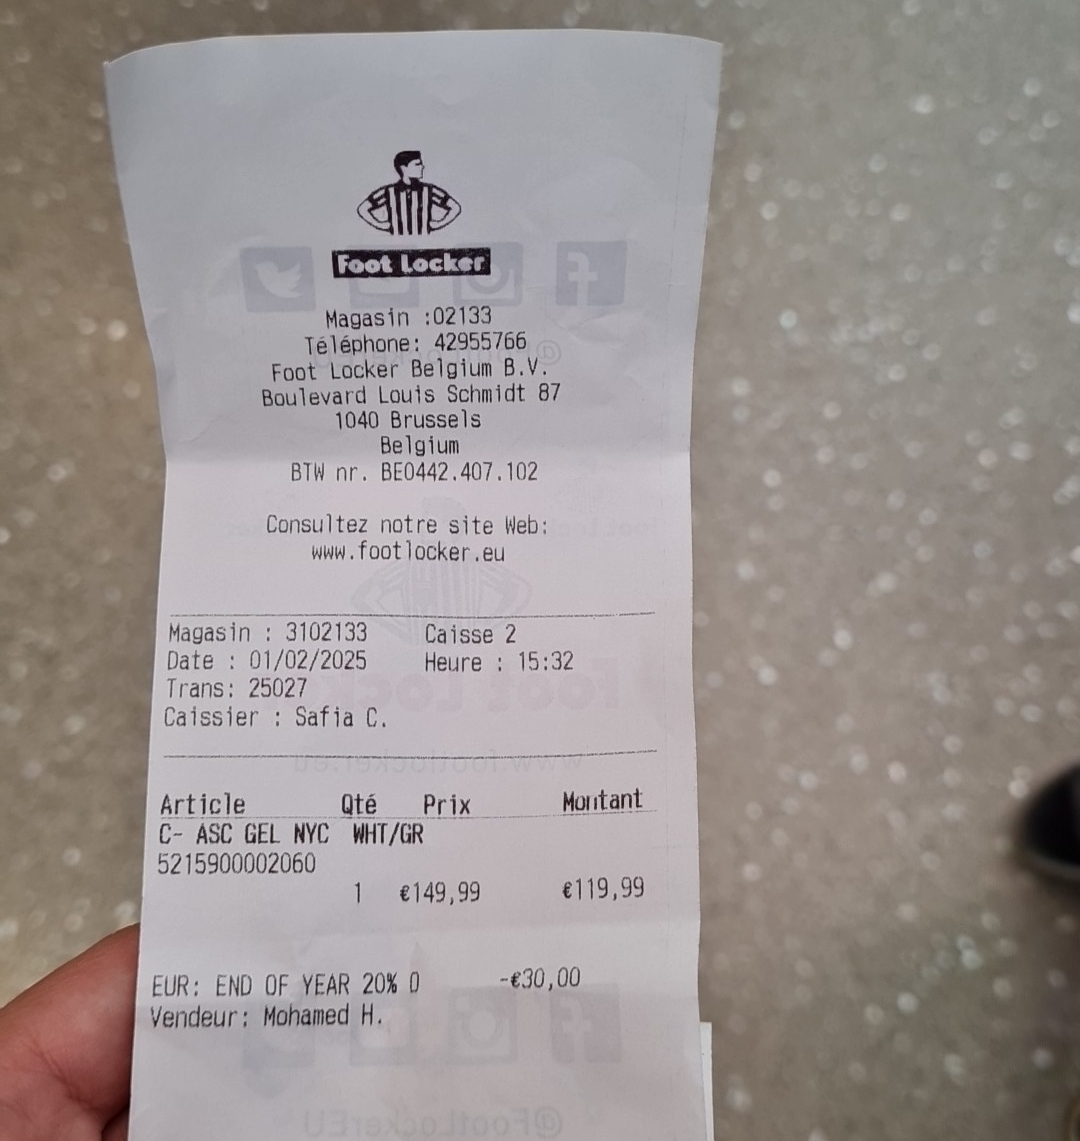 Foot Locker
Magasin :02133
Téléphone: 42955766
Foot Locker Belgium B.V.
Boulevard Louis Schmidt 87
1040 Brussels
Belgium
BTW nr. BE0442.407.102
Consultez notre site Web:
www.footlocker.eu
Magasin : 3102133 Caisse 2
Date : 01/02/2025 Heure : 15:32
Trans: 25027
Caissier : Safia C.
Article Qté Prix Montant
C- ASC GEL NYC WHT/GR
5215900002060
1 €149,99 €119,99
EUR: END OF YEAR 20% D -€30,00
Vendeur: Mohamed H.
@FootLockerEU